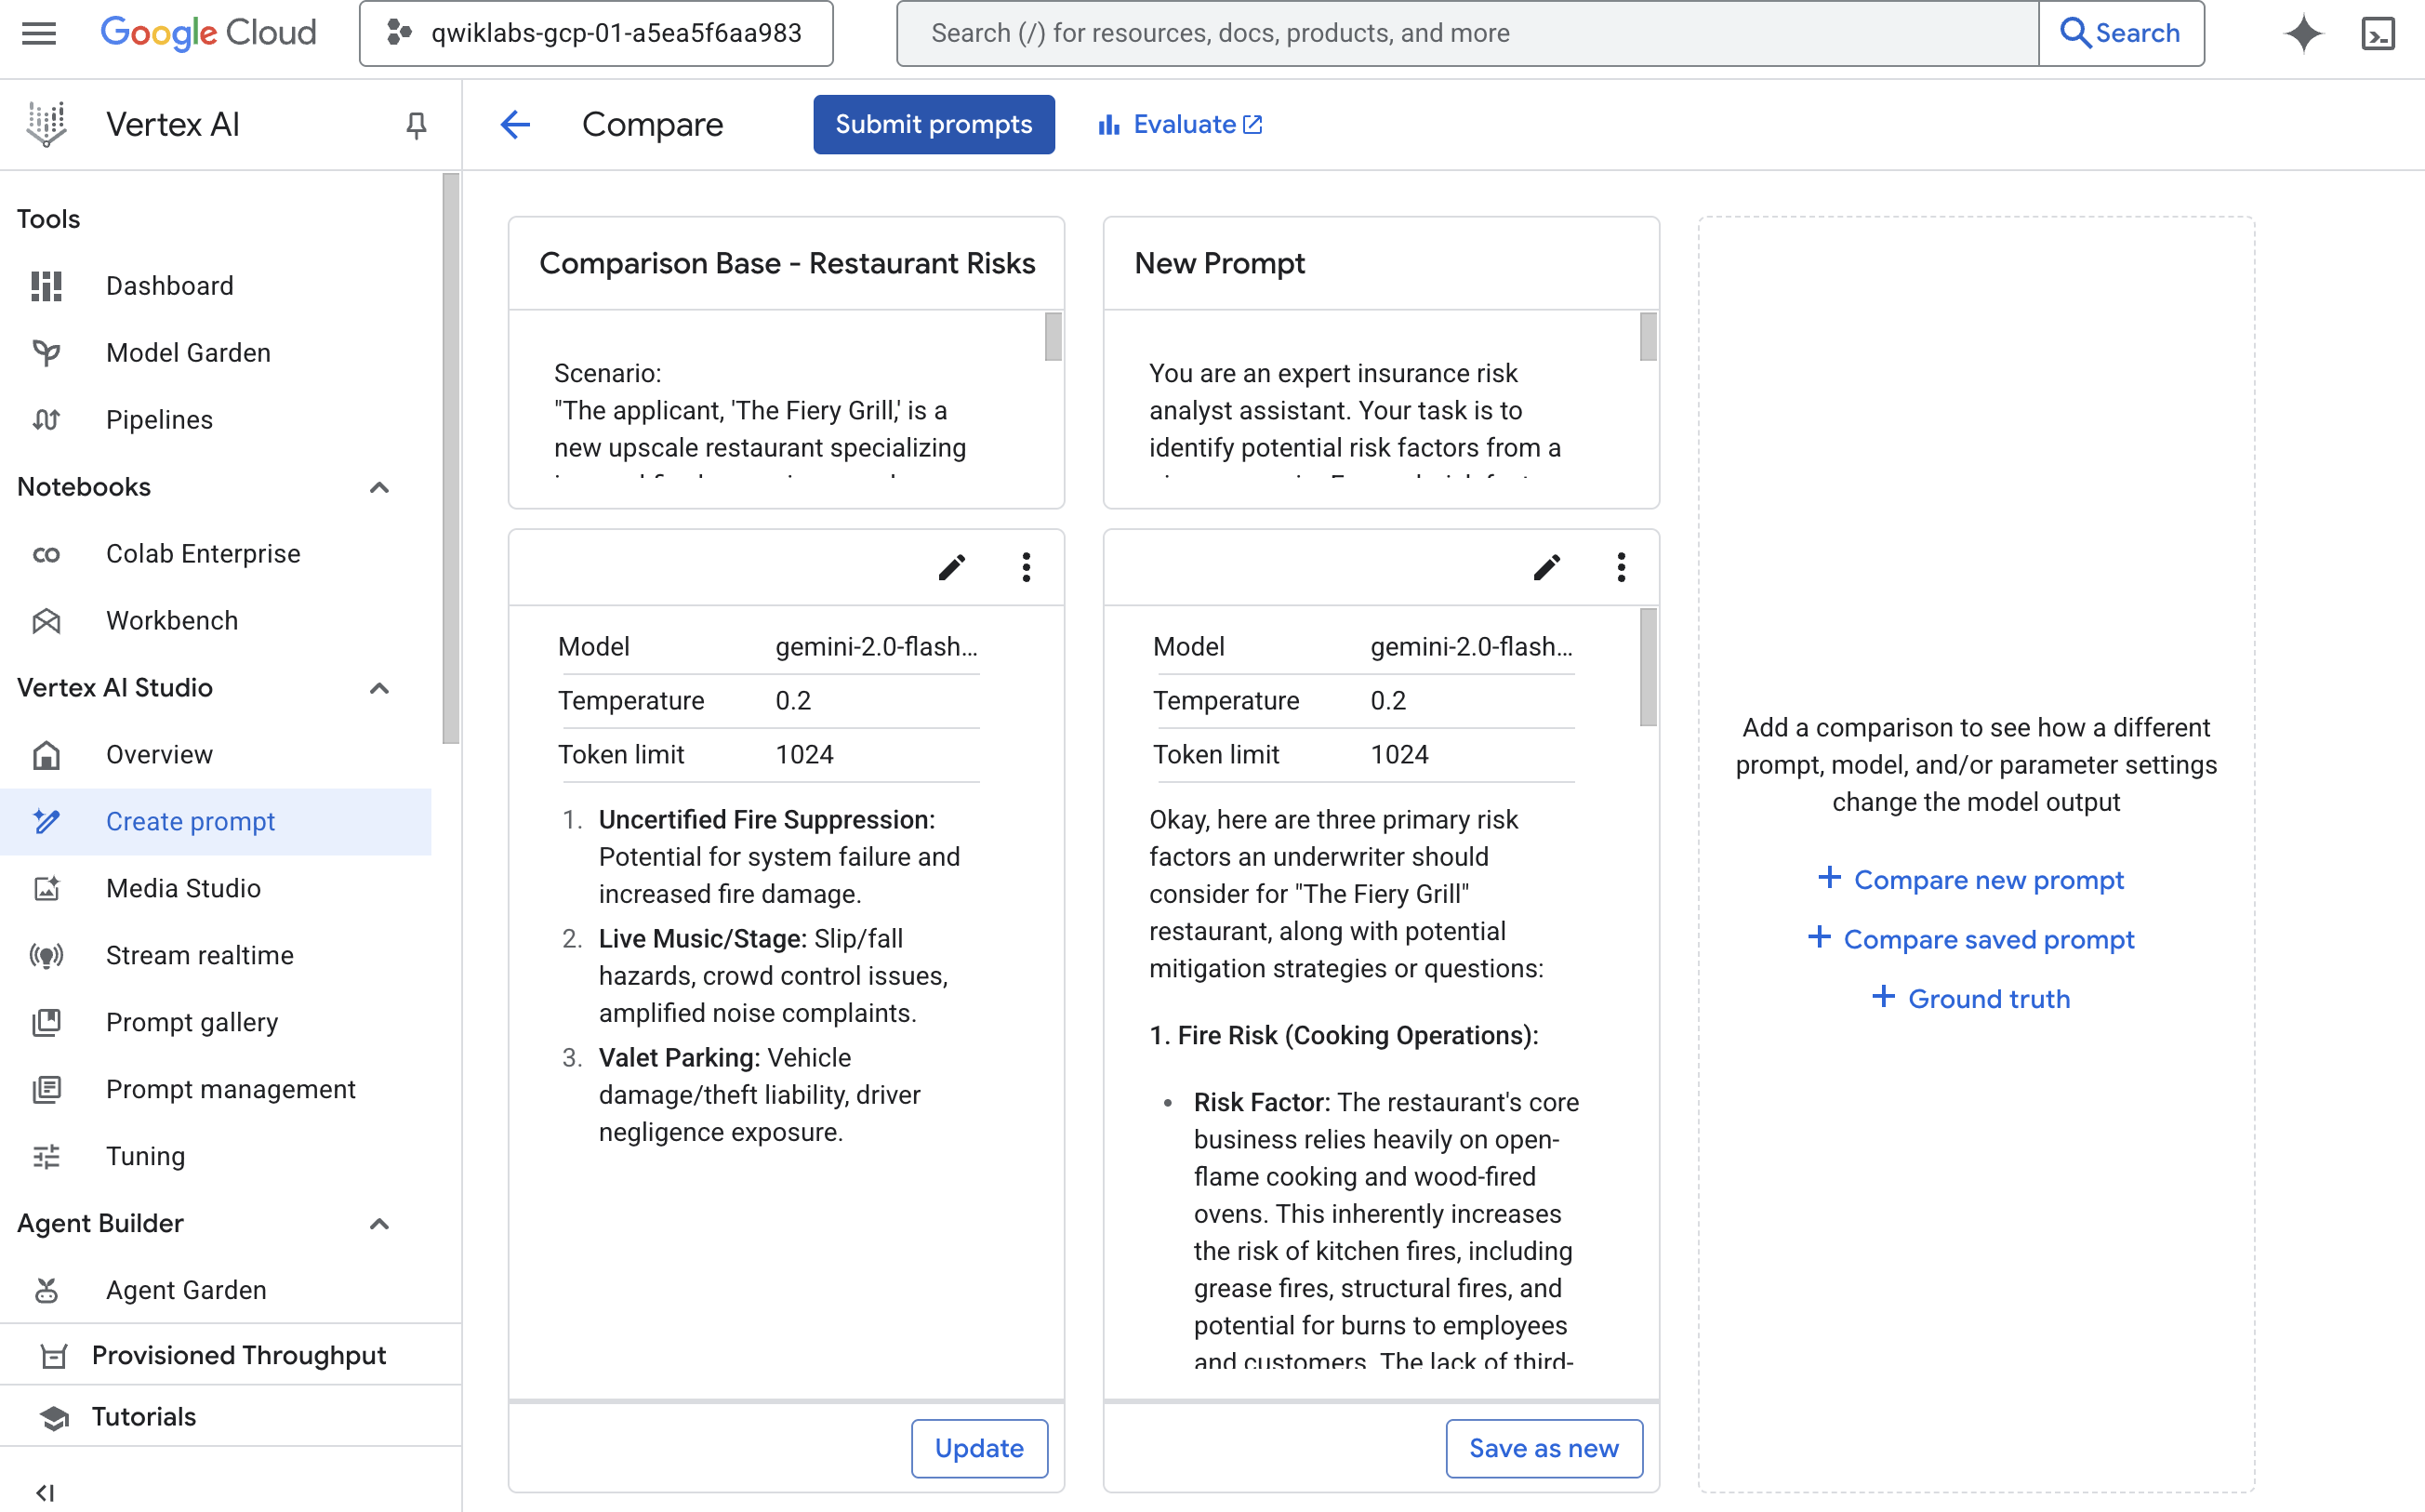 Google Cloud
qwiklabs-gcp-01-a5ea5f6aa983
Search (/) for resources, docs, products, and more
Search
Vertex AI
Compare
Submit prompts
Evaluate
Tools
Dashboard
Model Garden
Pipelines
Notebooks
Colab Enterprise
Workbench
Vertex AI Studio
Overview
Create prompt
Media Studio
Stream realtime
Prompt gallery
Prompt management
Tuning
Agent Builder
Agent Garden
Provisioned Throughput
Tutorials
Comparison Base - Restaurant Risks
Scenario:
"The applicant, 'The Fiery Grill,' is a
new upscale restaurant specializing
Model gemini-2.0-flash...
Temperature 0.2
Token limit 1024
1. Uncertified Fire Suppression:
Potential for system failure and
increased fire damage.
2. Live Music/Stage: Slip/fall
hazards, crowd control issues,
amplified noise complaints.
3. Valet Parking: Vehicle
damage/theft liability, driver
negligence exposure.
Update
New Prompt
You are an expert insurance risk
analyst assistant. Your task is to
identify potential risk factors from a
Model gemini-2.0-flash...
Temperature 0.2
Token limit 1024
Okay, here are three primary risk
factors an underwriter should
consider for "The Fiery Grill"
restaurant, along with potential
mitigation strategies or questions:
1. Fire Risk (Cooking Operations):
• Risk Factor: The restaurant's core
business relies heavily on open-
flame cooking and wood-fired
ovens. This inherently increases
the risk of kitchen fires, including
grease fires, structural fires, and
potential for burns to employees
and customers. The lack of third-
Save as new
Add a comparison to see how a different
prompt, model, and/or parameter settings
change the model output
+ Compare new prompt
+ Compare saved prompt
+ Ground truth